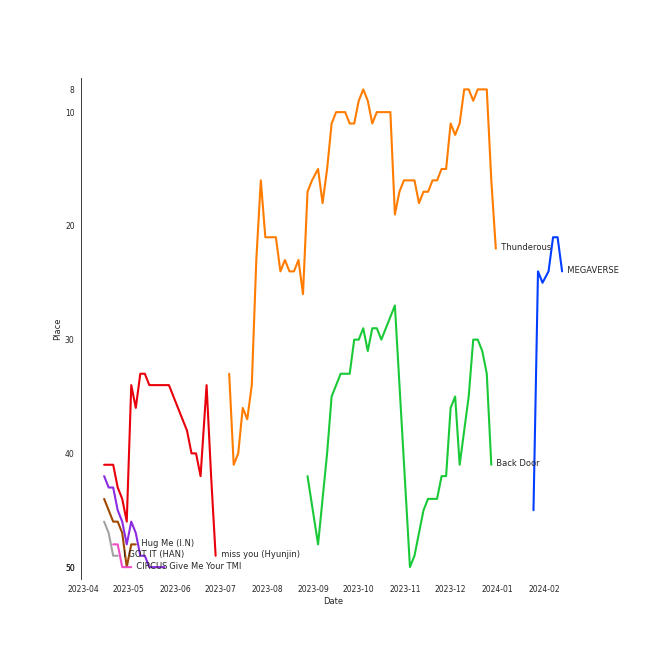 8
10
20
Thunderous
MEGAVERSE
Place
30
40
Back Door
Hug Me (I.N)
GOT IT (HAN)
miss you (Hyunjin)
50
CIRCUS
Give Me Your TMI
2023-04
2023-05
2023-06
2023-07
2023-08
2023-09
2023-10
2023-11
2023-12
2024-01
2024-02
Date